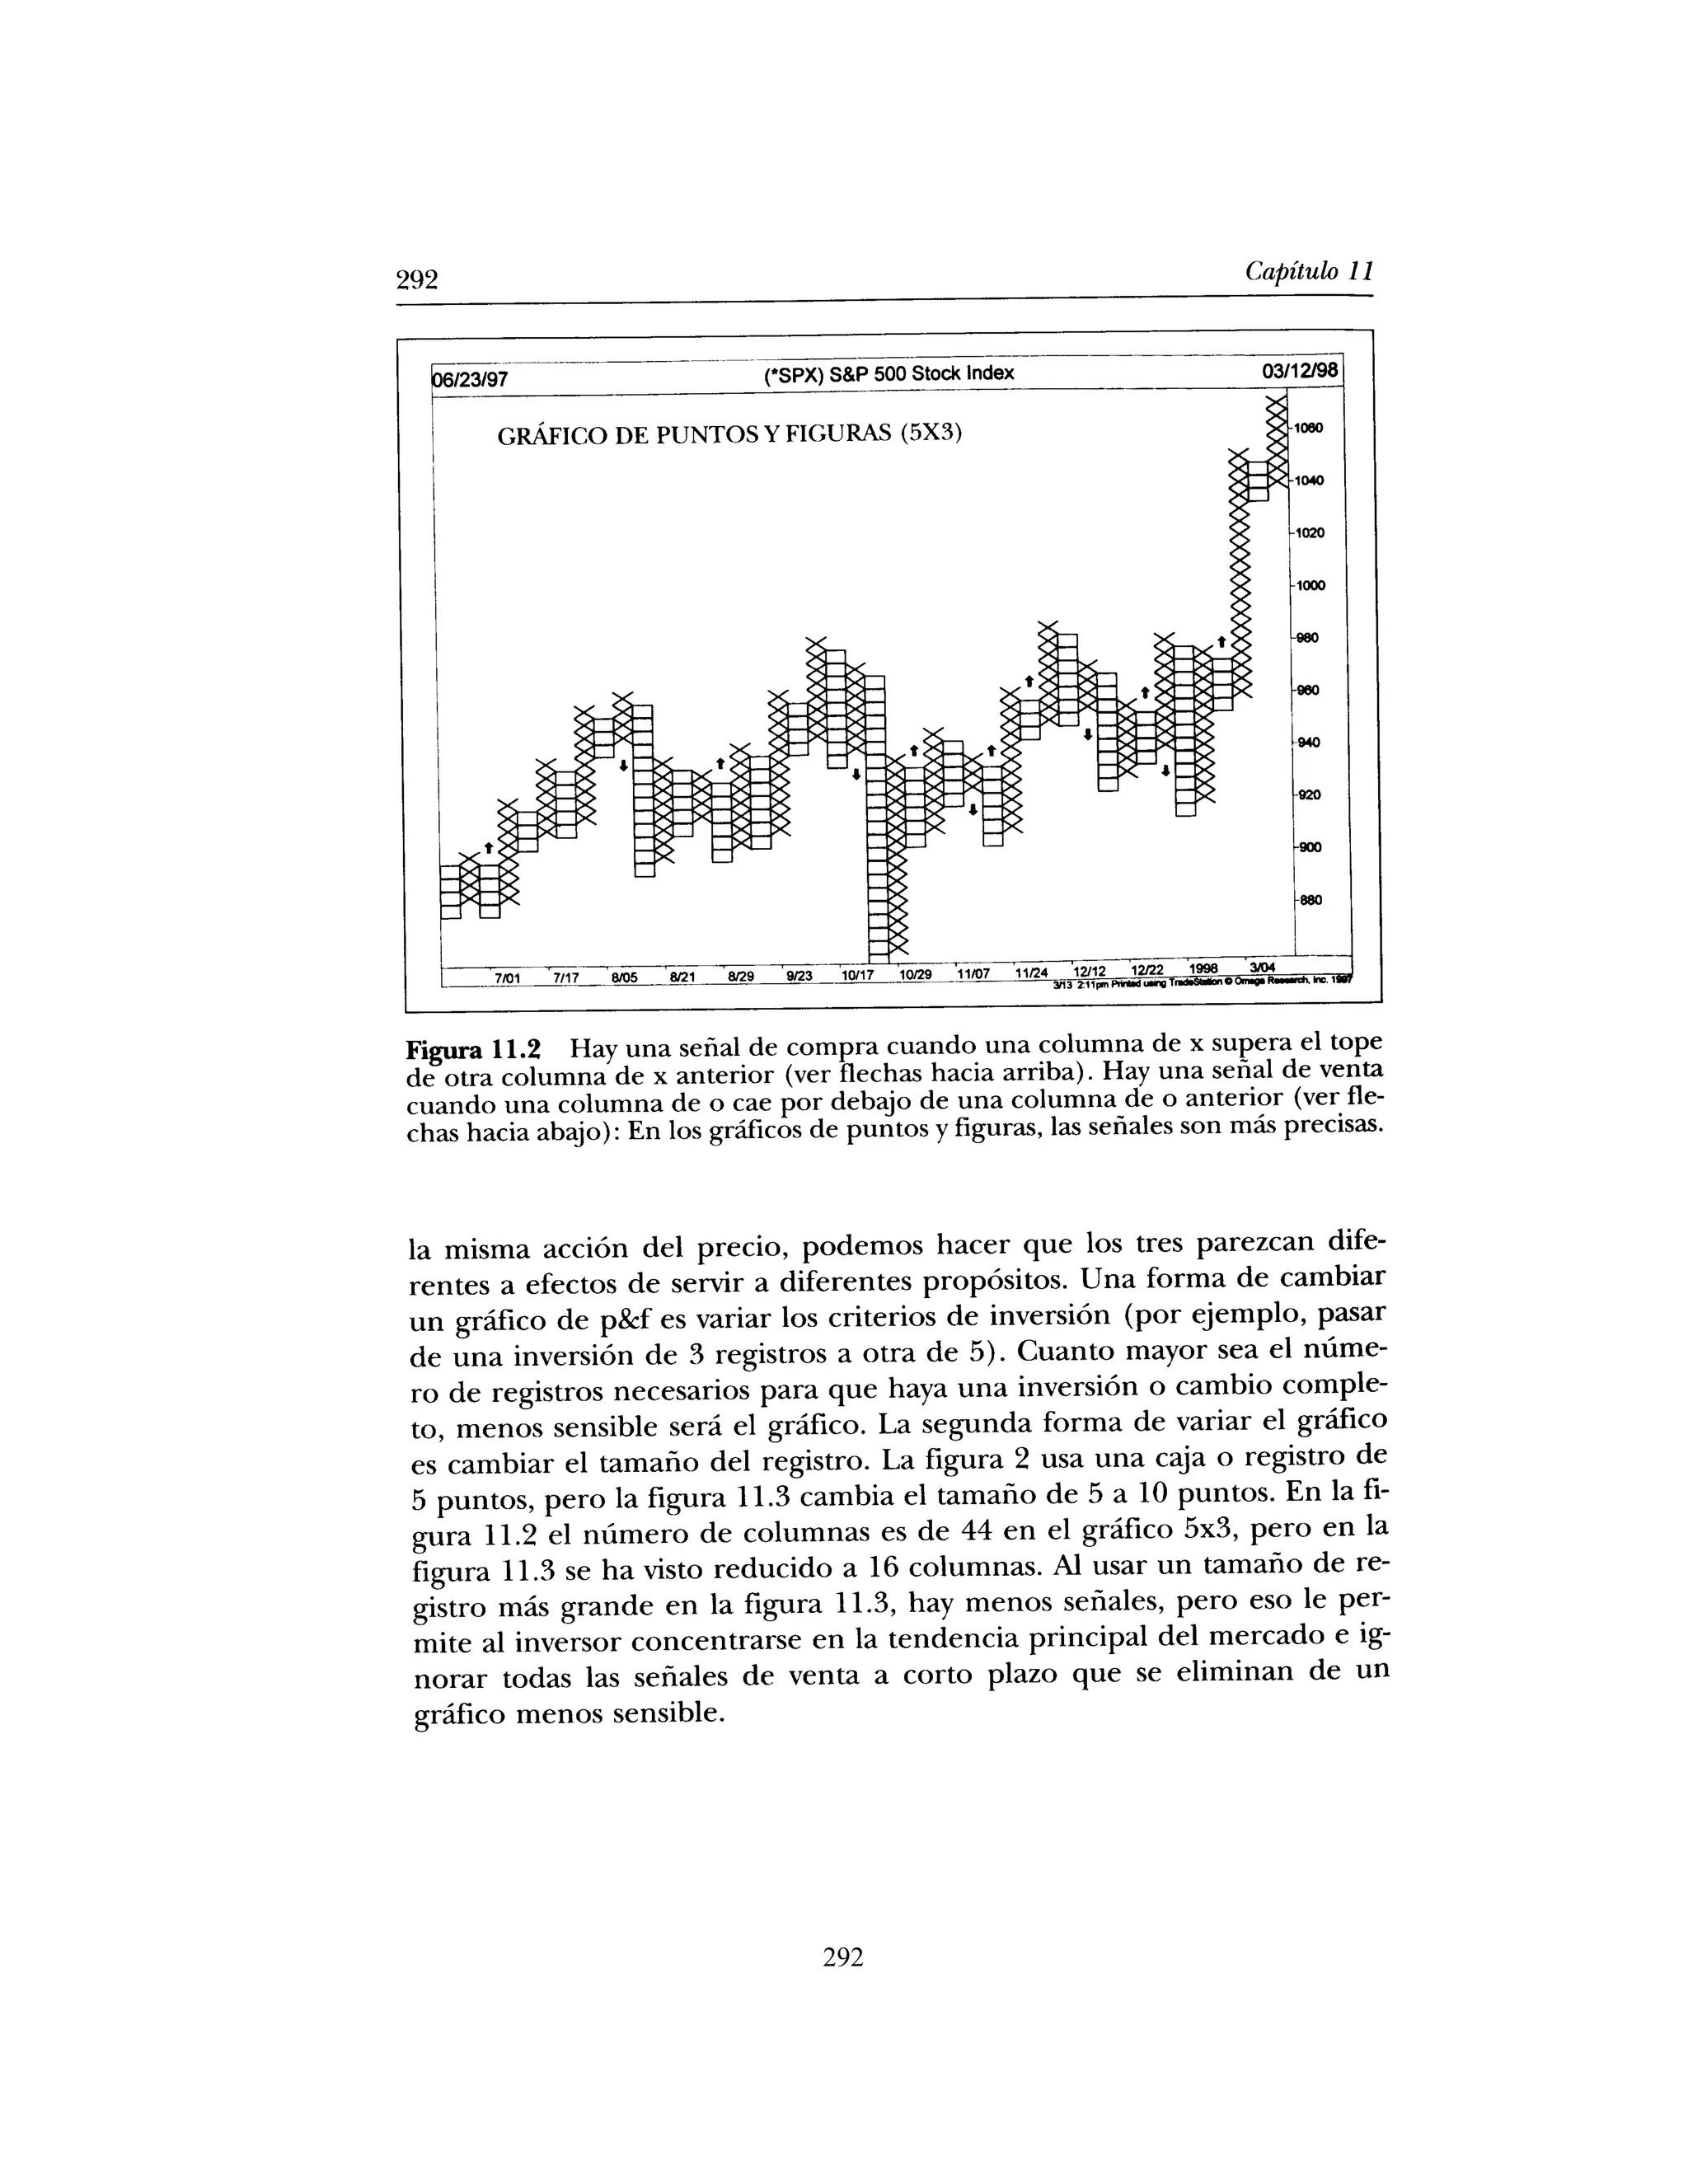 292
Capítulo 11
06/23/97
(*SPX) S&P 500 Stock Index
03/12/98
GRÁFICO DE PUNTOS Y FIGURAS (5X3)
1060
1040
1020
1000
980
960
940
920
900
880
7/01 7/17 8/05 8/21 8/29 9/23 10/17 10/29 11/07 11/24 12/12 12/22 1998 3/04
3/13 2:11pm Printed using TradeStation © Omega Research, Inc. 1997
Figura 11.2 Hay una señal de compra cuando una columna de x supera el tope
de otra columna de x anterior (ver flechas hacia arriba). Hay una señal de venta
cuando una columna de o cae por debajo de una columna de o anterior (ver fle-
chas hacia abajo): En los gráficos de puntos y figuras, las señales son más precisas.
la misma acción del precio, podemos hacer que los tres parezcan dife-
rentes a efectos de servir a diferentes propósitos. Una forma de cambiar
un gráfico de p&f es variar los criterios de inversión (por ejemplo, pasar
de una inversión de 3 registros a otra de 5). Cuanto mayor sea el núme-
ro de registros necesarios para que haya una inversión o cambio comple-
to, menos sensible será el gráfico. La segunda forma de variar el gráfico
es cambiar el tamaño del registro. La figura 2 usa una caja o registro de
5 puntos, pero la figura 11.3 cambia el tamaño de 5 a 10 puntos. En la fi-
gura 11.2 el número de columnas es de 44 en el gráfico 5x3, pero en la
figura 11.3 se ha visto reducido a 16 columnas. Al usar un tamaño de re-
gistro más grande en la figura 11.3, hay menos señales, pero eso le per-
mite al inversor concentrarse en la tendencia principal del mercado e ig-
norar todas las señales de venta a corto plazo que se eliminan de un
gráfico menos sensible.
292